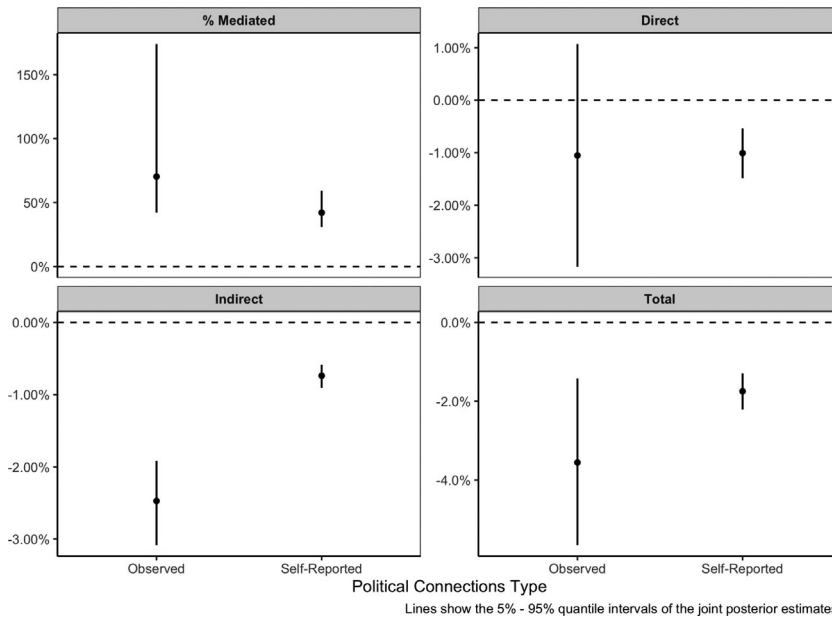 % Mediated
Direct
150%
100%
50%
0%
1.00%
0.00%
-1.00%
-2.00%
-3.00%
Indirect
Total
0.00%
-1.00%
-2.00%
-3.00%
0.0%
-2.0%
-4.0%
Observed
Self-Reported
Observed
Self-Reported
Political Connections Type
Lines show the 5% - 95% quantile intervals of the joint posterior estimates